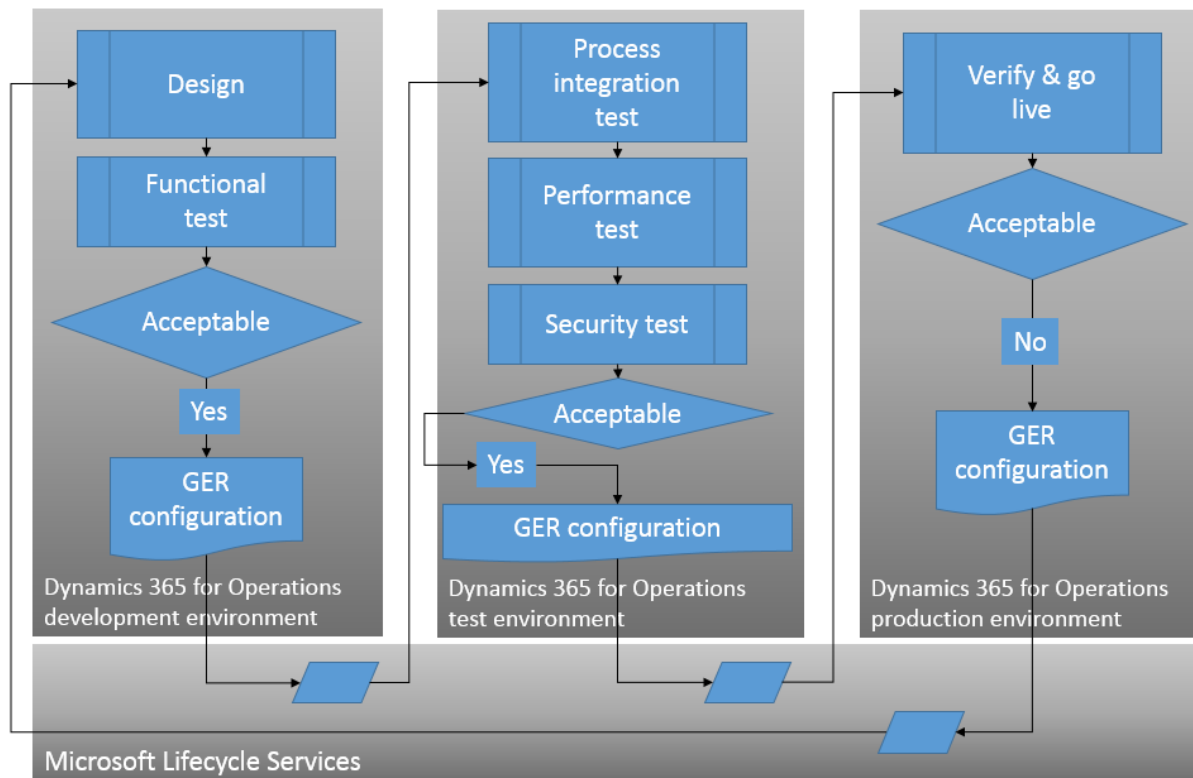 Design
Functional
test
Acceptable
Yes
GER
configuration
Dynamics 365 for Operations
development environment
Process
integration
test
Performance
test
Security test
Acceptable
Yes
GER configuration
Dynamics 365 for Operations
test environment
Verify & go
live
Acceptable
No
GER
configuration
Dynamics 365 for Operations
production environment
Microsoft Lifecycle Services